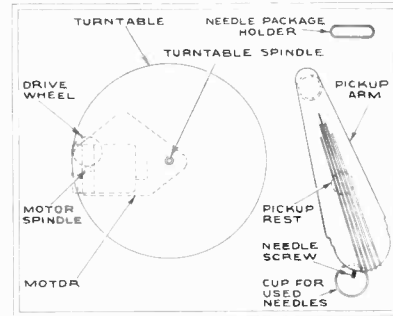 TURNTABLE
NEEDLE PACKAGE
HOLDER
TURNTABLE SPINDLE
DRIVE
WHEEL
PICKUP
ARM
MOTOR
SPINDLE
PICKUP
REST
MOTOR
NEEDLE
SCREW
CUP FOR
USED
NEEDLES